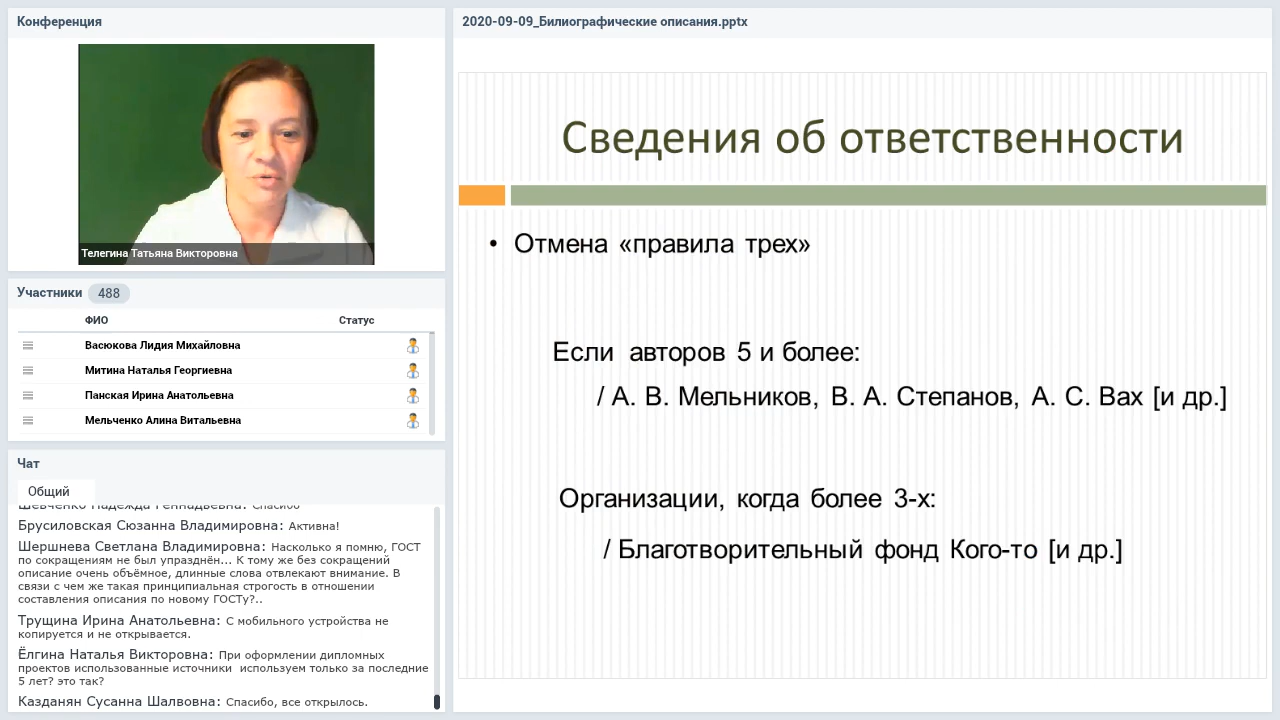 Конференция
Телегина Татьяна Викторовна
Участники 488
ФИО Статус
Васюкова Лидия Михайловна
Митина Наталья Георгиевна
Панская Ирина Анатольевна
Мельченко Алина Витальевна
Чат
Общий
Шевченко Надежда Геннадьевна: Спасибо
Брусиловская Сюзанна Владимировна: Активна!
Шершнева Светлана Владимировна: Насколько я помню, ГОСТ
по сокращениям не был упразднён... К тому же без сокращений
описание очень объёмное, длинные слова отвлекают внимание. В
связи с чем же такая принципиальная строгость в отношении
составления описания по новому ГОСТу?..
Трущина Ирина Анатольевна: С мобильного устройства не
копируется и не открывается.
Ёлгина Наталья Викторовна: При оформлении дипломных
проектов использованные источники используем только за последние
5 лет? это так?
Казданян Сусанна Шалвовна: Спасибо, все открылось.
2020-09-09_Билиографические описания.pptx
Сведения об ответственности
• Отмена «правила трех»
Если авторов 5 и более:
/ А. В. Мельников, В. А. Степанов, А. С. Вах [и др.]
Организации, когда более 3-х:
/ Благотворительный фонд Кого-то [и др.]